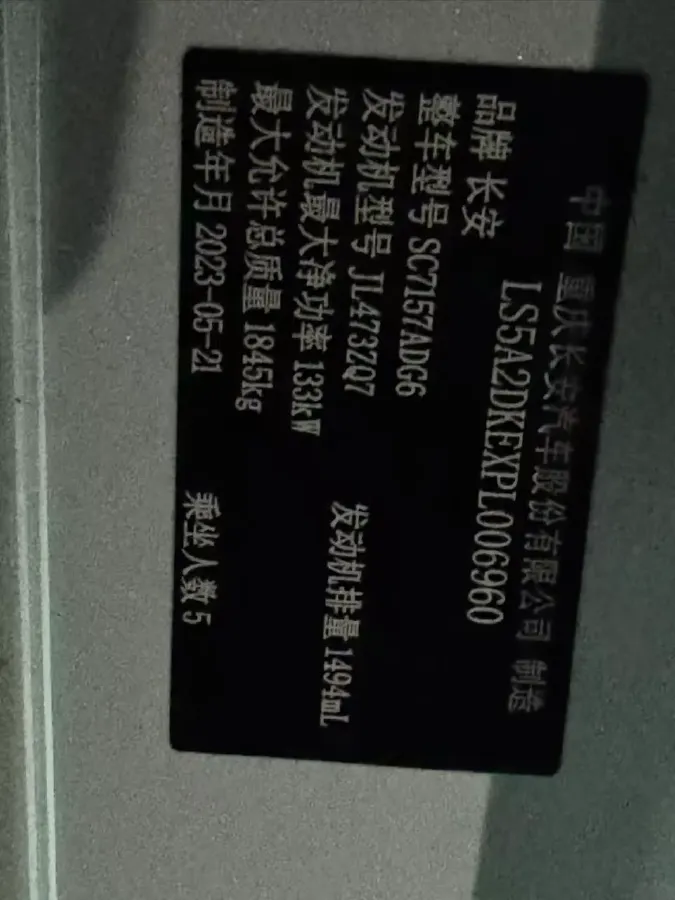 中国 重庆长安汽车股份有限公司 制造
LS5A2DKEXPL006960
品牌 长安
整车型号 SC7157ADG6
发动机型号 JL473ZQ7
发动机最大净功率 133kW 发动机排量 1494mL
最大允许总质量 1845kg
制造年月 2023-05-21 乘坐人数 5